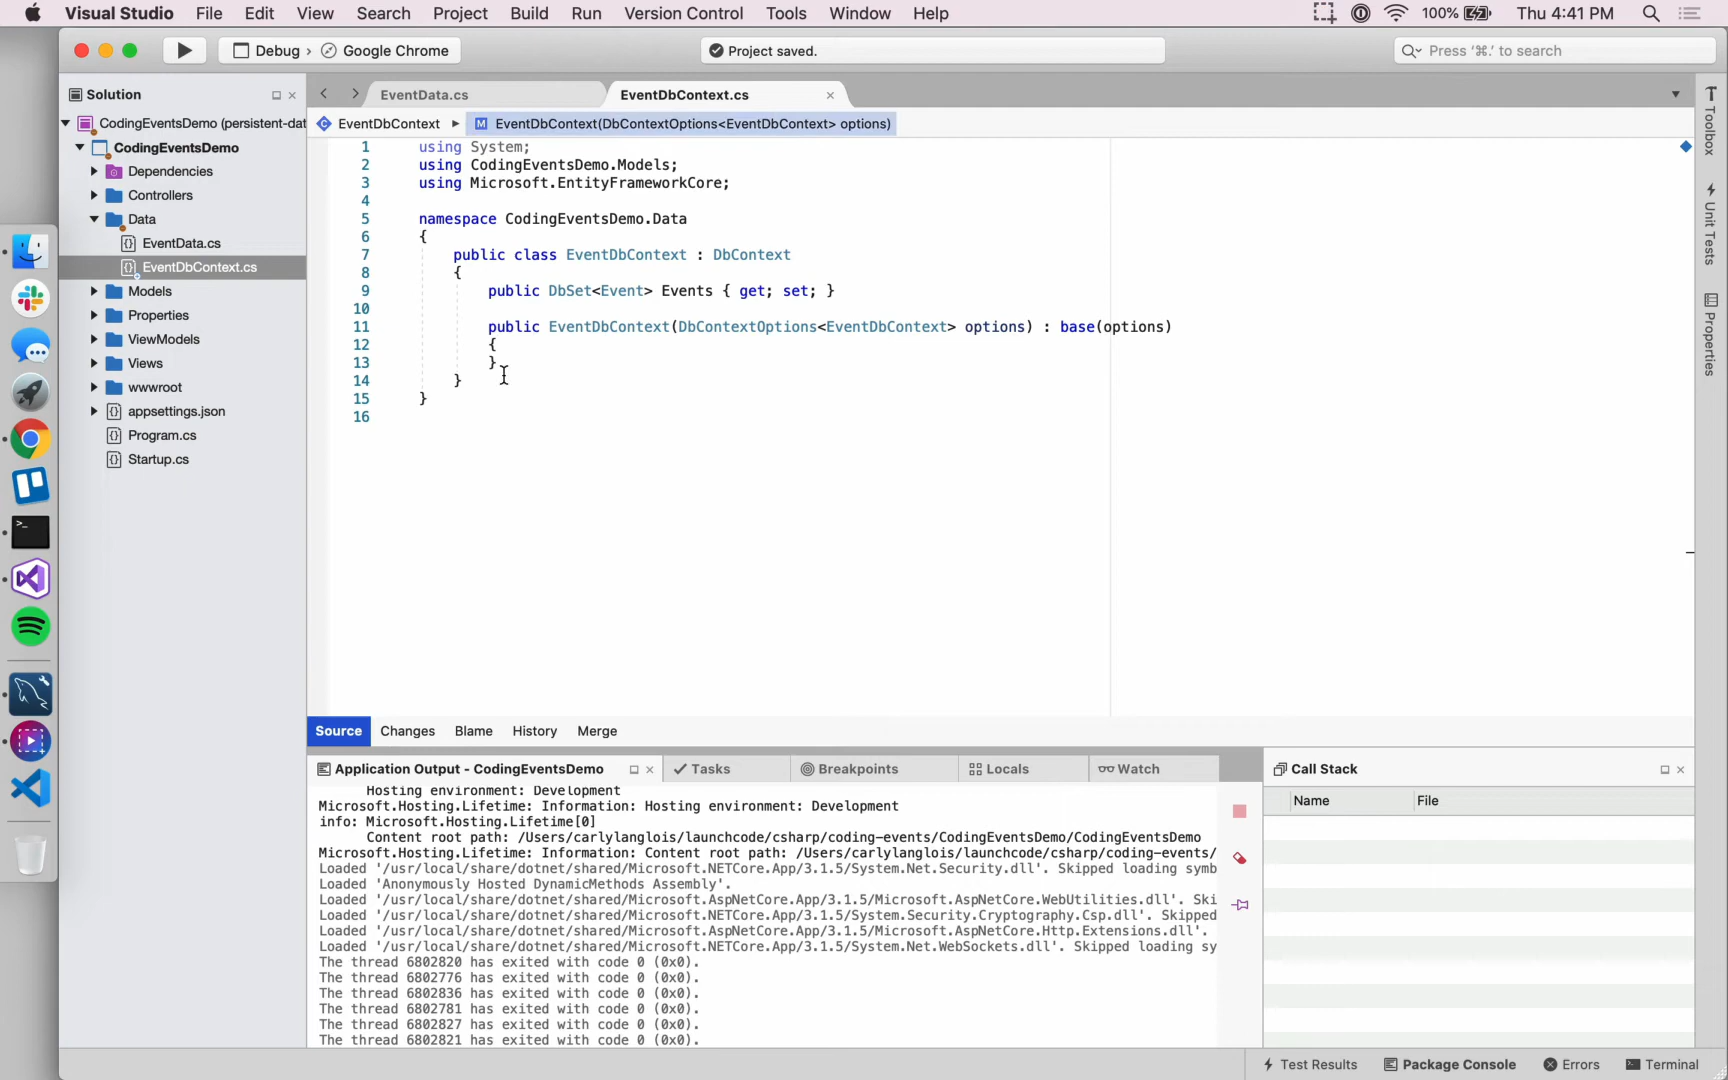 Visual Studio File Edit View Search Project Build Run Version Control Tools Window Help 100% Thu 4:41 PM
Debug › Google Chrome
Project saved.
Press ‘⌘.’ to search
Solution
CodingEventsDemo (persistent-dat
CodingEventsDemo
Dependencies
Controllers
Data
EventData.cs
EventDbContext.cs
Models
Properties
ViewModels
Views
wwwroot
appsettings.json
Program.cs
Startup.cs
EventData.cs
EventDbContext.cs
EventDbContext
M EventDbContext(DbContextOptions<EventDbContext> options)
1 using System;
2 using CodingEventsDemo.Models;
3 using Microsoft.EntityFrameworkCore;
4
5 namespace CodingEventsDemo.Data
6 {
7 public class EventDbContext : DbContext
8 {
9 public DbSet<Event> Events { get; set; }
10
11 public EventDbContext(DbContextOptions<EventDbContext> options) : base(options)
12 {
13 }
14 }
15 }
16
Toolbox
Unit Tests
Properties
Source Changes Blame History Merge
Application Output - CodingEventsDemo
Tasks
Breakpoints
Locals
Watch
Hosting environment: Development
Microsoft.Hosting.Lifetime: Information: Hosting environment: Development
info: Microsoft.Hosting.Lifetime[0]
Content root path: /Users/carlylanglois/launchcode/csharp/coding-events/CodingEventsDemo/CodingEventsDemo
Microsoft.Hosting.Lifetime: Information: Content root path: /Users/carlylanglois/launchcode/csharp/coding-events/
Loaded '/usr/local/share/dotnet/shared/Microsoft.NETCore.App/3.1.5/System.Net.Security.dll'. Skipped loading symb
Loaded 'Anonymously Hosted DynamicMethods Assembly'.
Loaded '/usr/local/share/dotnet/shared/Microsoft.AspNetCore.App/3.1.5/Microsoft.AspNetCore.WebUtilities.dll'. Ski
Loaded '/usr/local/share/dotnet/shared/Microsoft.NETCore.App/3.1.5/System.Security.Cryptography.Csp.dll'. Skipped
Loaded '/usr/local/share/dotnet/shared/Microsoft.AspNetCore.App/3.1.5/Microsoft.AspNetCore.Http.Extensions.dll'.
Loaded '/usr/local/share/dotnet/shared/Microsoft.NETCore.App/3.1.5/System.Net.WebSockets.dll'. Skipped loading sy
The thread 6802820 has exited with code 0 (0x0).
The thread 6802776 has exited with code 0 (0x0).
The thread 6802836 has exited with code 0 (0x0).
The thread 6802781 has exited with code 0 (0x0).
The thread 6802827 has exited with code 0 (0x0).
The thread 6802821 has exited with code 0 (0x0).
Call Stack
Name File
Test Results Package Console Errors Terminal